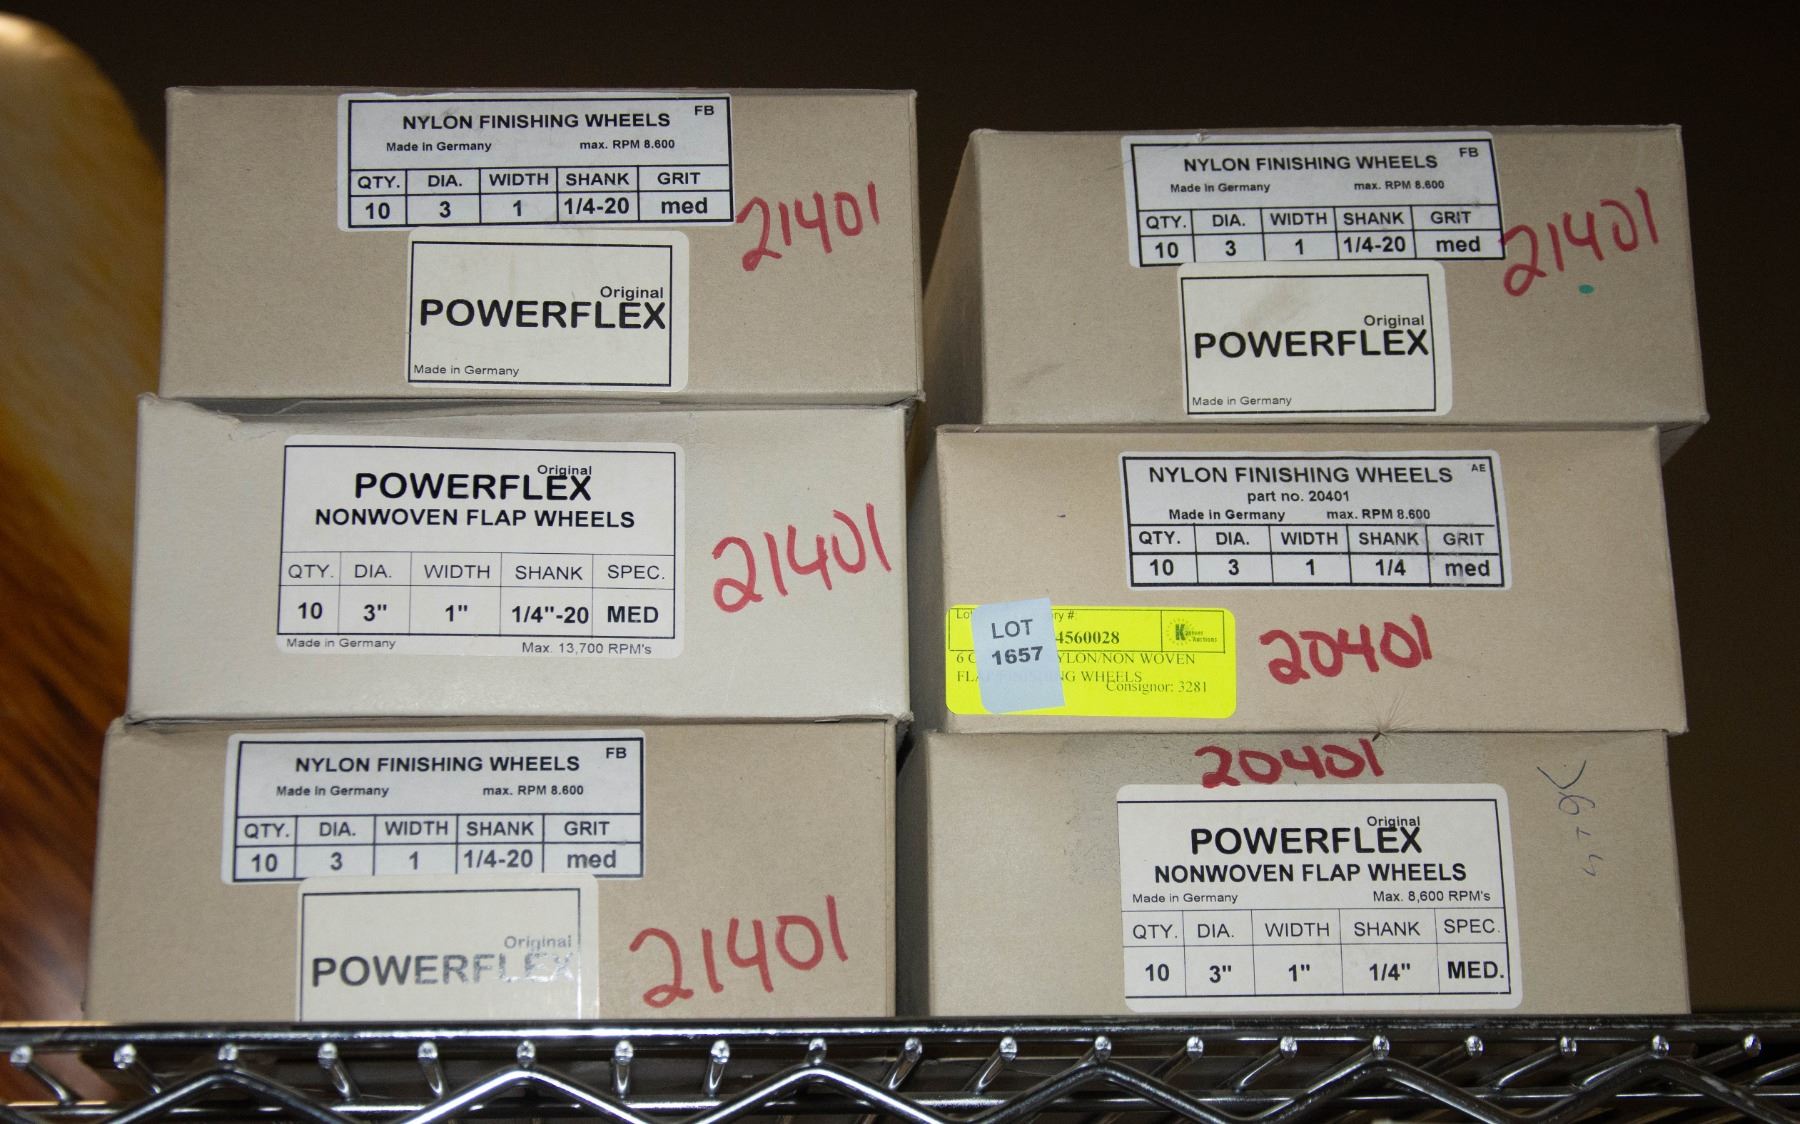 NYLON FINISHING WHEELS FB
Made in Germany max. RPM 8.600
QTY. DIA. WIDTH SHANK GRIT
10 3 1 1/4-20 med
21401
Original
POWERFLEX
Made in Germany
NYLON FINISHING WHEELS FB
Made in Germany max. RPM 8.600
QTY. DIA. WIDTH SHANK GRIT
10 3 1 1/4-20 med
21401
Original
POWERFLEX
Made in Germany
Original
POWERFLEX
NONWOVEN FLAP WHEELS
QTY. DIA. WIDTH SHANK SPEC.
10 3" 1" 1/4"-20 MED
Made in Germany Max. 13,700 RPM's
21401
NYLON FINISHING WHEELS AE
part no. 20401
Made in Germany max. RPM 8.600
QTY. DIA. WIDTH SHANK GRIT
10 3 1 1/4 med
LOT
1657
4560028
NON WOVEN
WHEELS
Consignor: 3281
20401
NYLON FINISHING WHEELS FB
Made in Germany max. RPM 8.600
QTY. DIA. WIDTH SHANK GRIT
10 3 1 1/4-20 med
Original
POWERFLEX
21401
20401
Original
POWERFLEX
NONWOVEN FLAP WHEELS
Made in Germany Max. 8,600 RPM's
QTY. DIA. WIDTH SHANK SPEC.
10 3" 1" 1/4" MED.